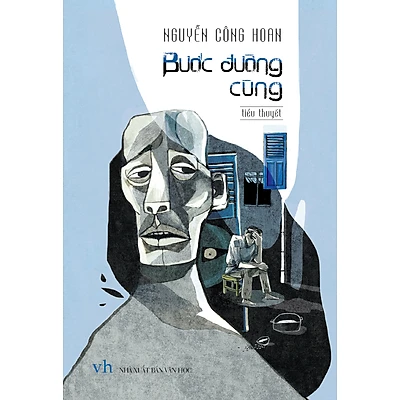 NGUYỄN CÔNG HOAN
Bước đường
cùng
tiểu thuyết
vh NHÀ XUẤT BẢN VĂN HỌC